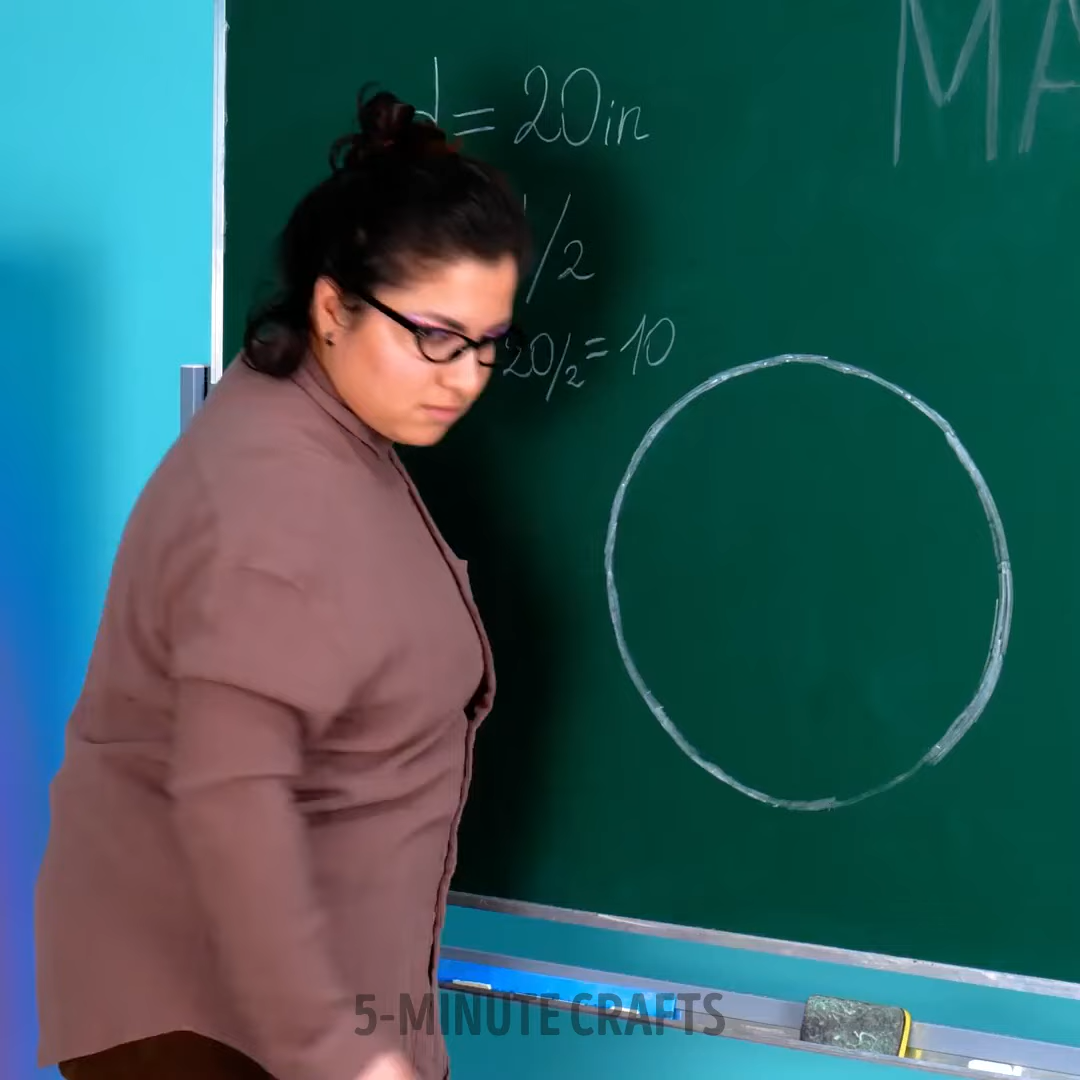 d = 20in
MA
/2
20/2 = 10
5-MINUTE CRAFTS